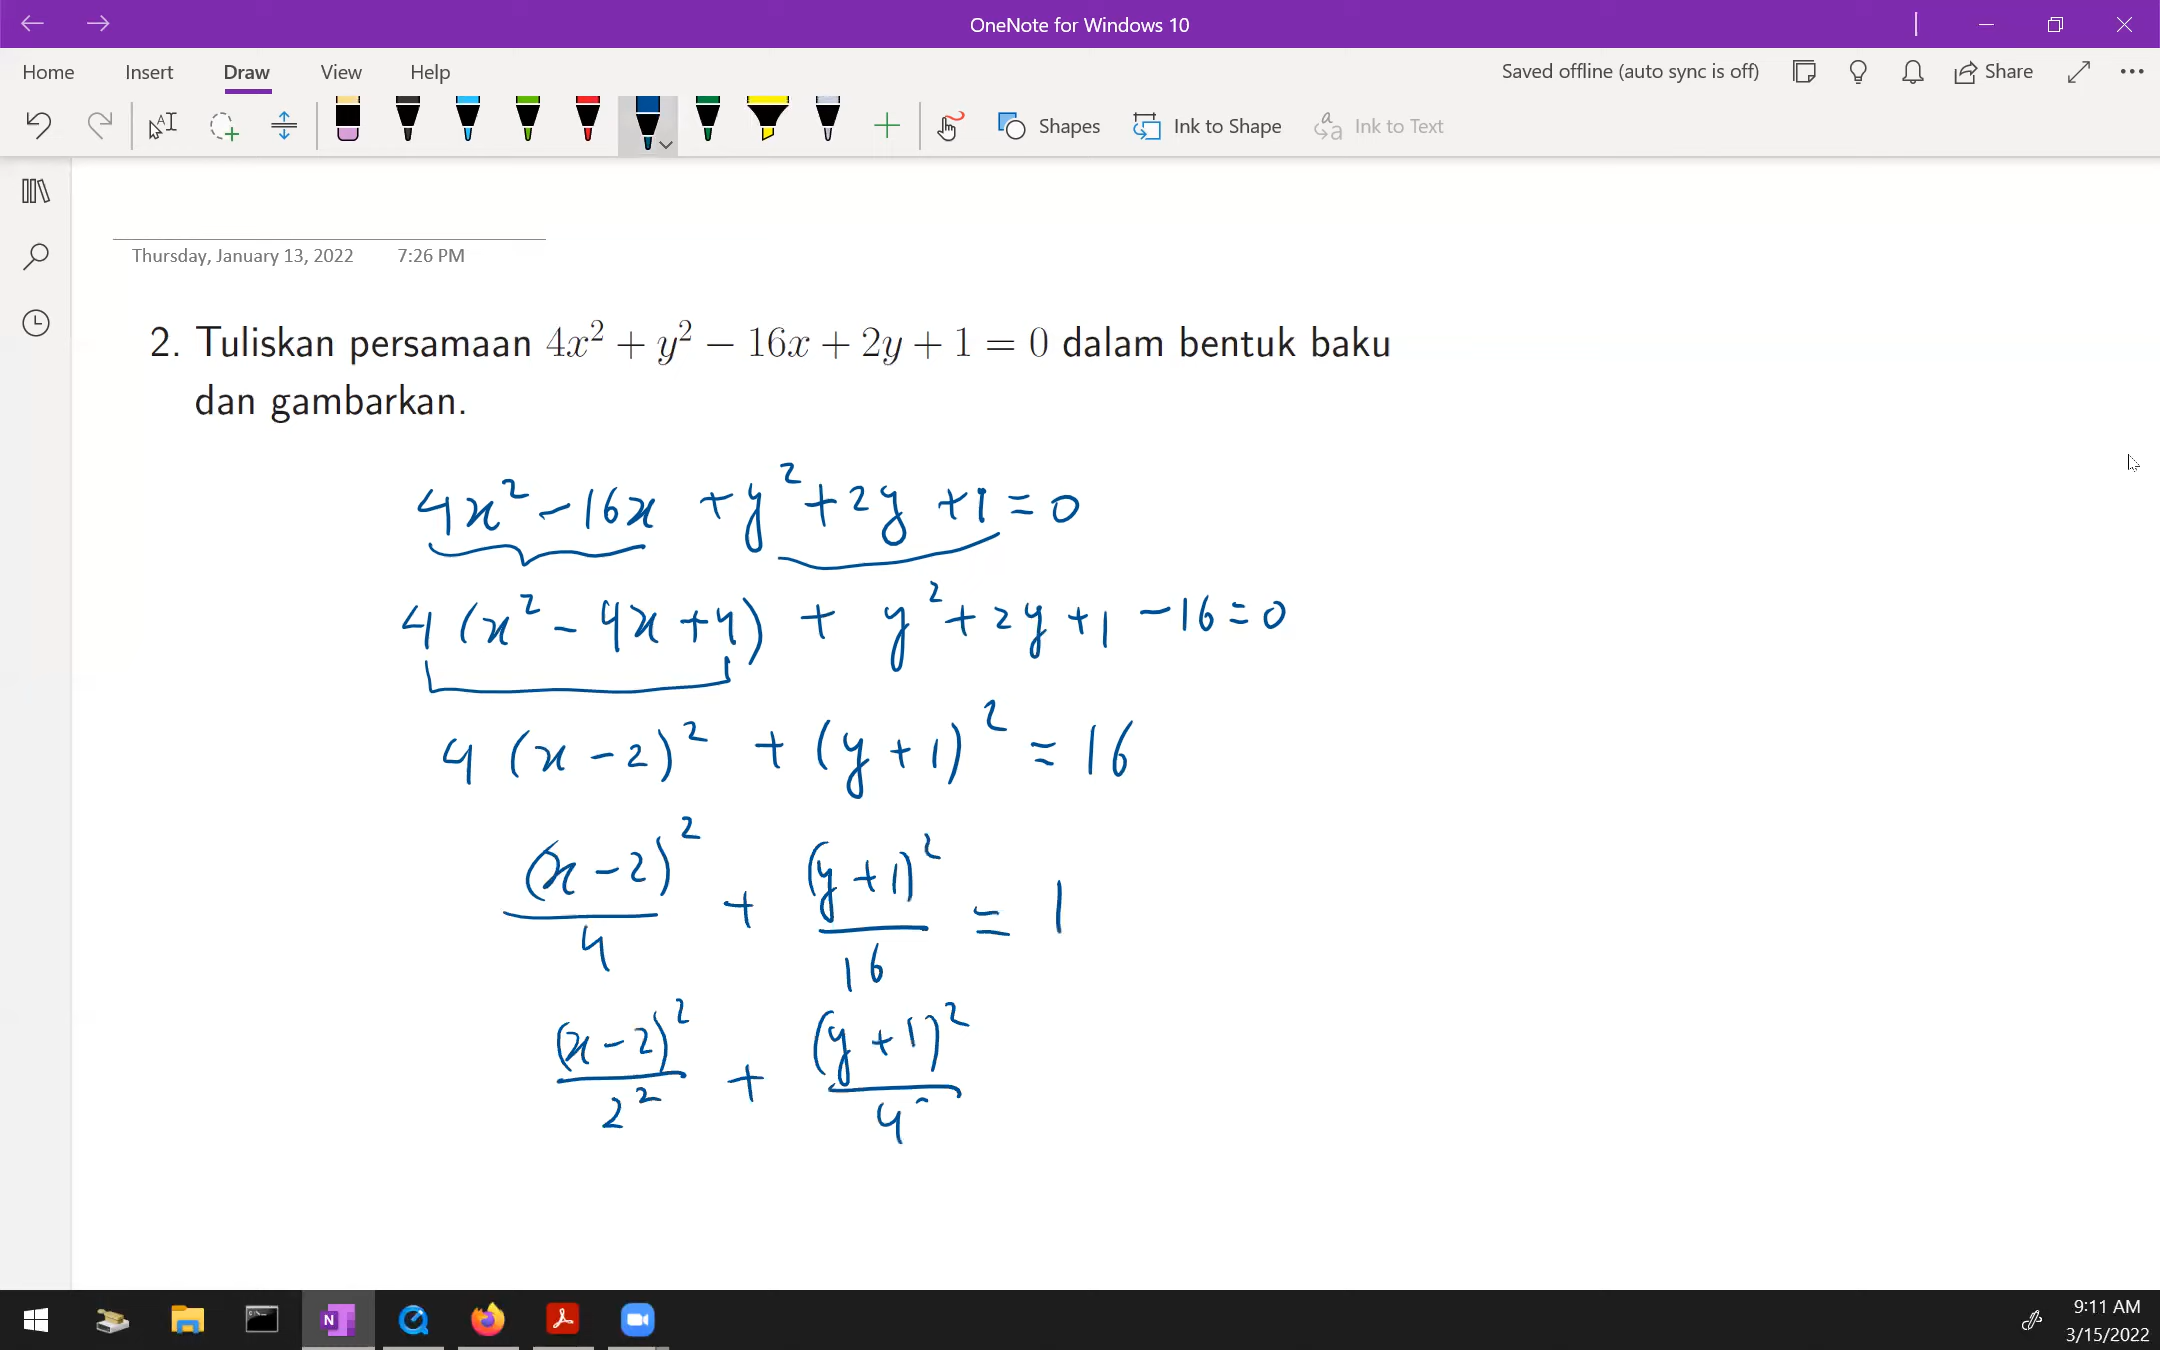 OneNote for Windows 10
Home Insert Draw View Help
Saved offline (auto sync is off) Share
Shapes Ink to Shape Ink to Text
Thursday, January 13, 2022 7:26 PM
2. Tuliskan persamaan 4x² + y² − 16x + 2y + 1 = 0 dalam bentuk baku
dan gambarkan.
4x² − 16x + y² + 2y + 1 = 0
4(x² − 4x + 4) + y² + 2y + 1 − 16 = 0
4(x − 2)² + (y + 1)² = 16
(x − 2)²/4 + (y + 1)²/16 = 1
(x − 2)²/2² + (y + 1)²/4²
9:11 AM
3/15/2022